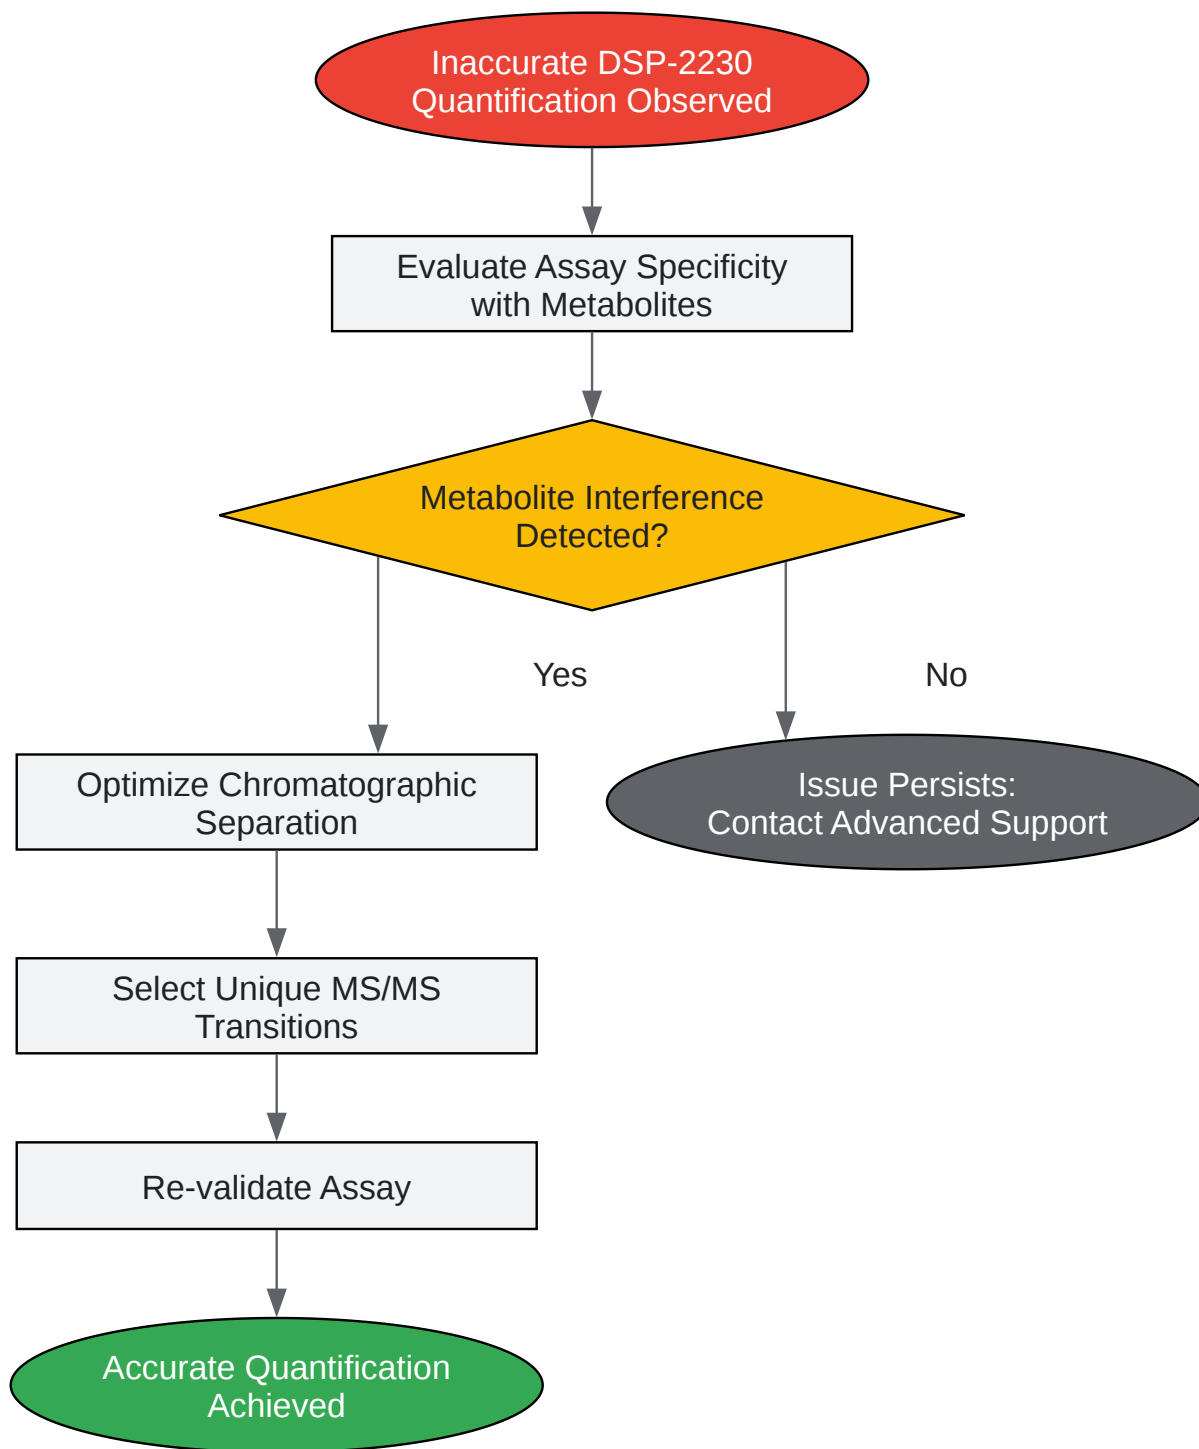 Inaccurate DSP-2230
Quantification Observed
Evaluate Assay Specificity
with Metabolites
Metabolite Interference
Detected?
Yes
No
Optimize Chromatographic
Separation
Issue Persists:
Contact Advanced Support
Select Unique MS/MS
Transitions
Re-validate Assay
Accurate Quantification
Achieved